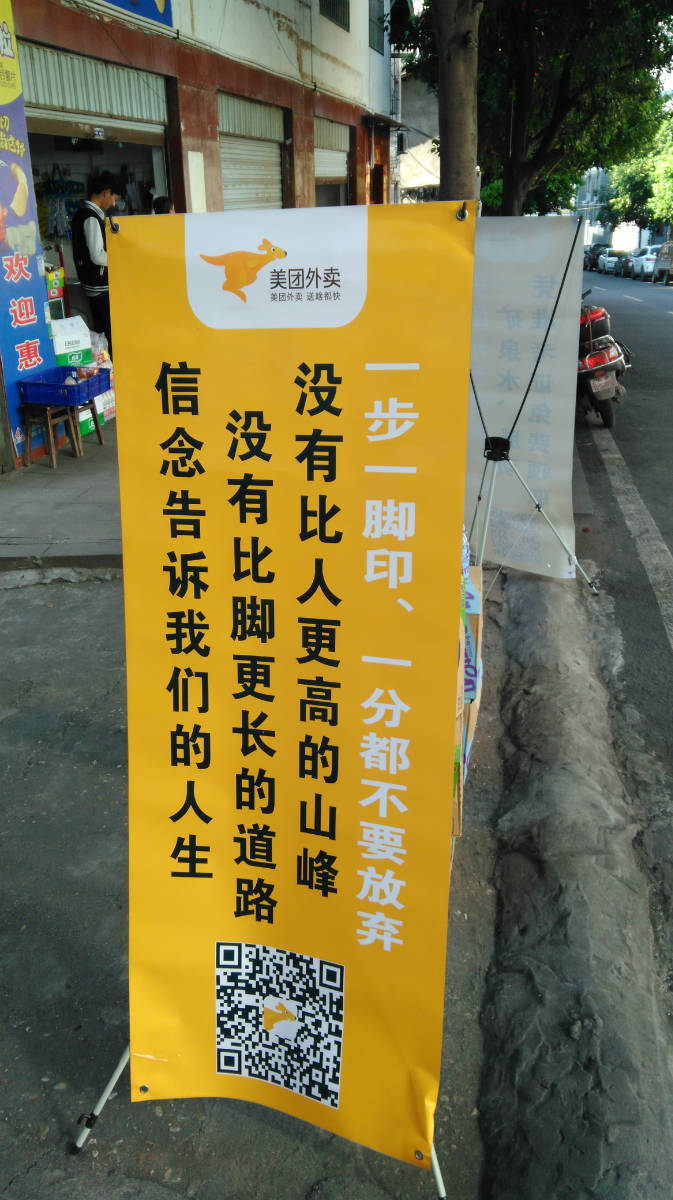 美团外卖
美团外卖 送啥都快
一步一脚印、一分都不要放弃
没有比人更高的山峰
没有比脚更长的道路
信念告诉我们的人生
欢迎惠